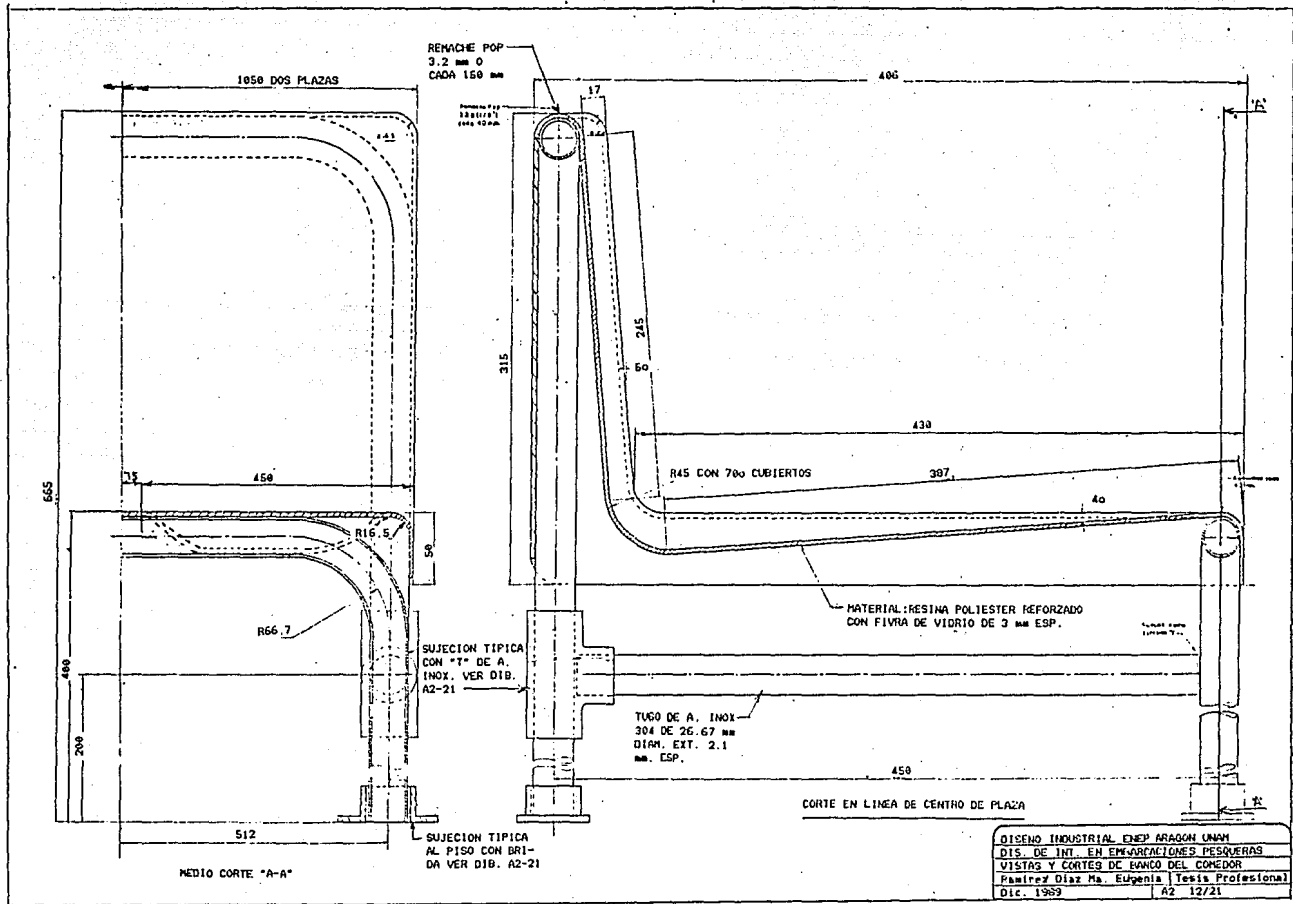 REMACHE POP
3.2 mm O
CADA 150 mm
1050 DOS PLAZAS
406
17
"A"
315
245
60
430
R45 CON 70o CUBIERTOS
387
40
665
15
450
R16.5
50
R66.7
400
200
SUJECION TIPICA
CON "T" DE A.
INOX. VER DIB.
A2-21
MATERIAL:RESINA POLIESTER REFORZADO
CON FIVRA DE VIDRIO DE 3 mm ESP.
TUGO DE A. INOX
304 DE 26.67 mm
DIAM. EXT. 2.1
mm. ESP.
450
CORTE EN LINEA DE CENTRO DE PLAZA
512
SUJECION TIPICA
AL PISO CON BRI-
DA VER DIB. A2-21
MEDIO CORTE "A-A"
DISENO INDUSTRIAL ENEP ARAGON UNAM
DIS. DE INT. EN EMBARCACIONES PESQUERAS
VISTAS Y CORTES DE BANCO DEL COMEDOR
Ramirez Diaz Ma. Eugenia Tesis Profesional
Dic. 1989 A2 12/21